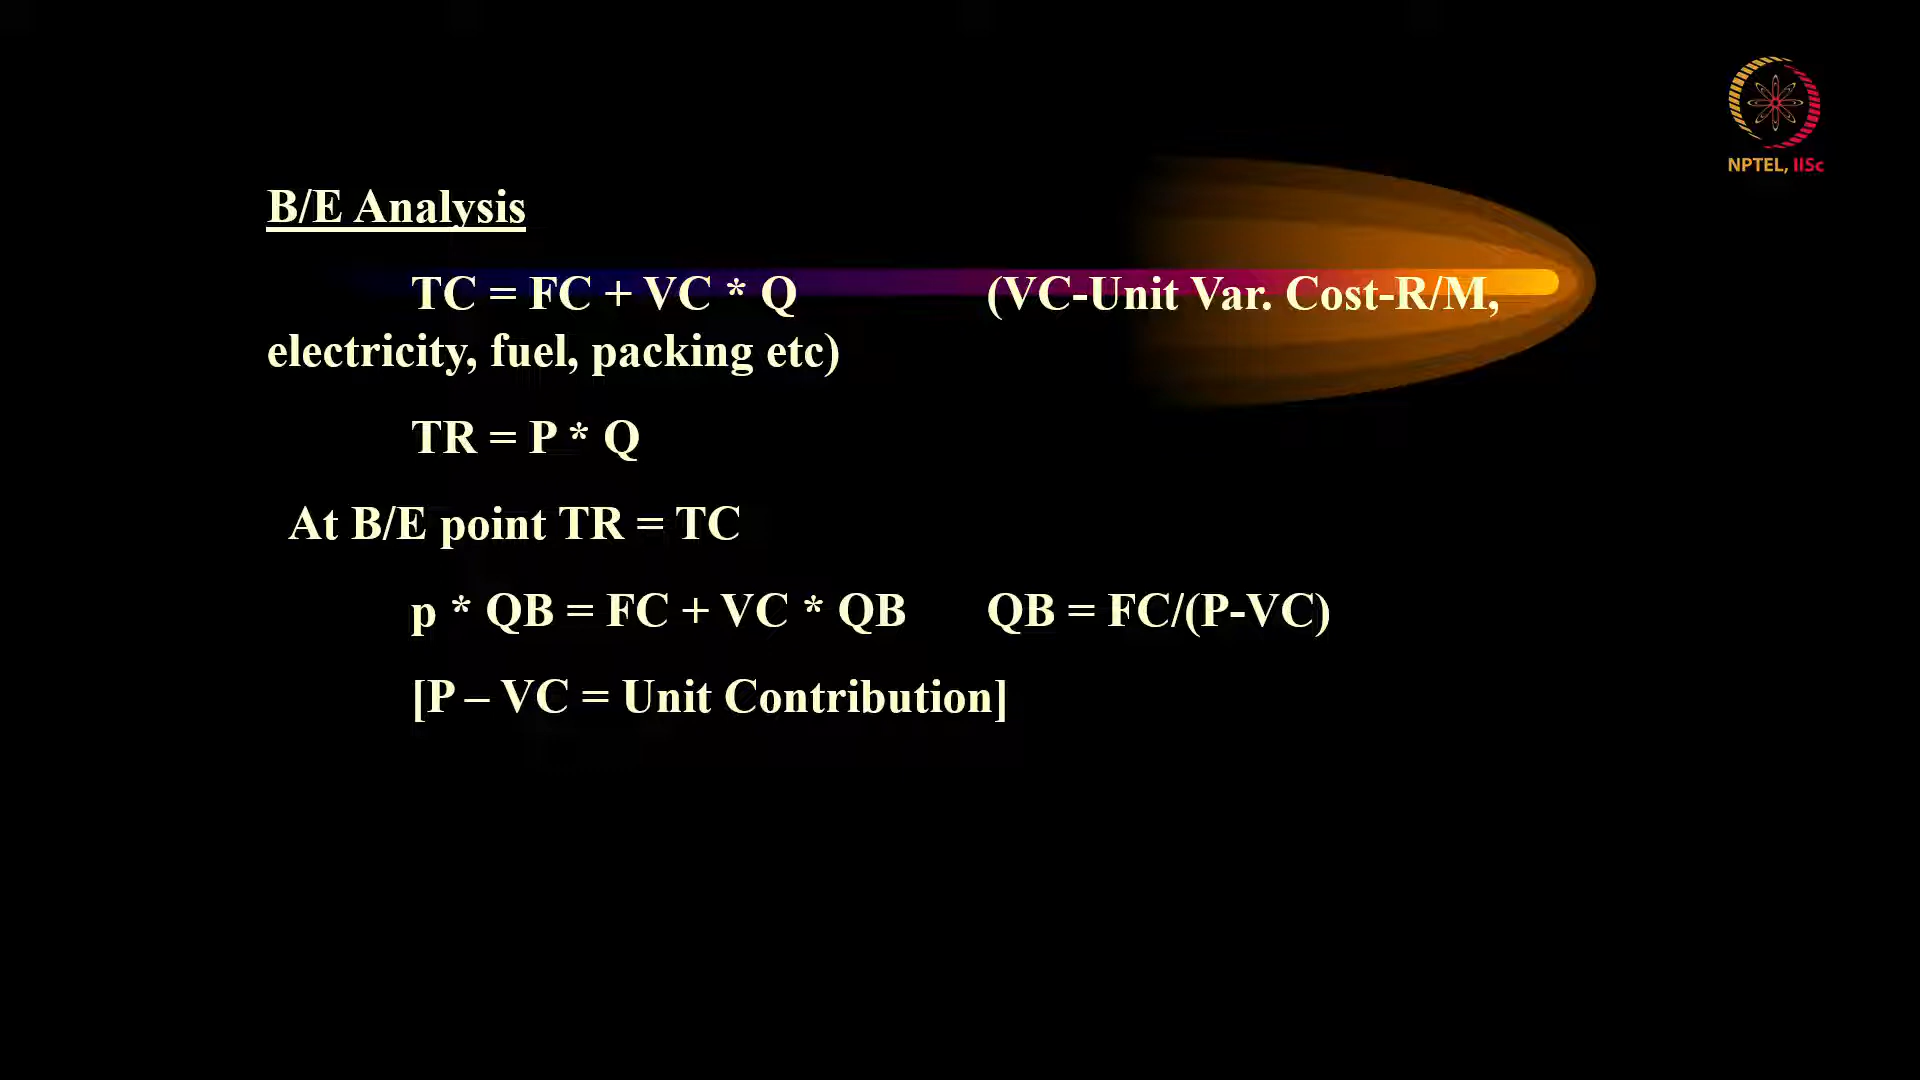 NPTEL, IISc
B/E Analysis
TC = FC + VC * Q (VC-Unit Var. Cost-R/M,
electricity, fuel, packing etc)
TR = P * Q
At B/E point TR = TC
p * QB = FC + VC * QB QB = FC/(P-VC)
[P – VC = Unit Contribution]